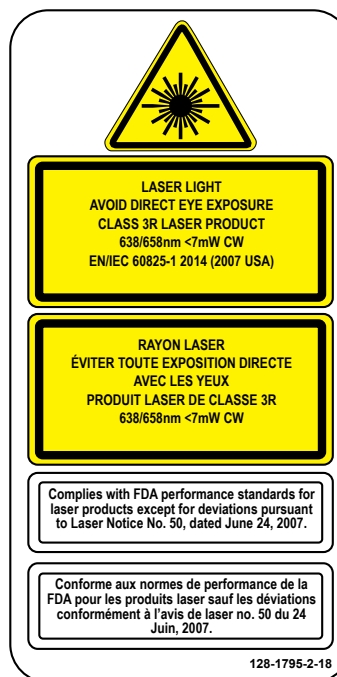 LASER LIGHT
AVOID DIRECT EYE EXPOSURE
CLASS 3R LASER PRODUCT
638/658nm <7mW CW
EN/IEC 60825-1 2014 (2007 USA)
RAYON LASER
ÉVITER TOUTE EXPOSITION DIRECTE
AVEC LES YEUX
PRODUIT LASER DE CLASSE 3R
638/658nm <7mW CW
Complies with FDA performance standards for
laser products except for deviations pursuant
to Laser Notice No. 50, dated June 24, 2007.
Conforme aux normes de performance de la
FDA pour les produits laser sauf les déviations
conformément à l'avis de laser no. 50 du 24
Juin, 2007.
128-1795-2-18